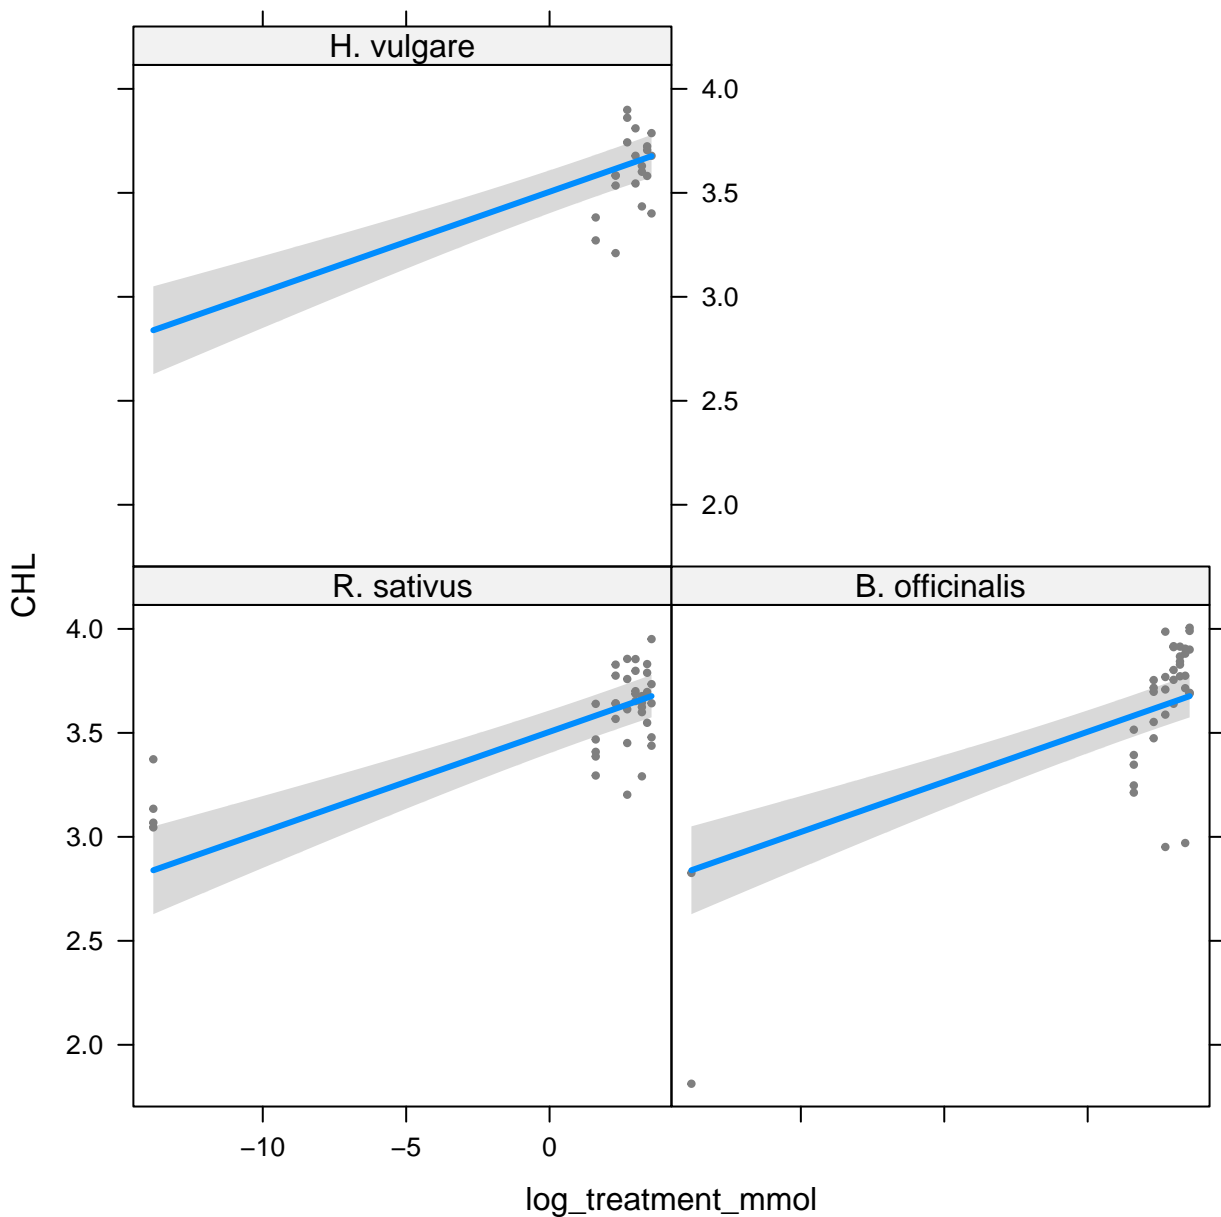 H. vulgare
4.0
3.5
3.0
2.5
2.0
CHL
R. sativus
B. officinalis
4.0
3.5
3.0
2.5
2.0
−10 −5 0
log_treatment_mmol